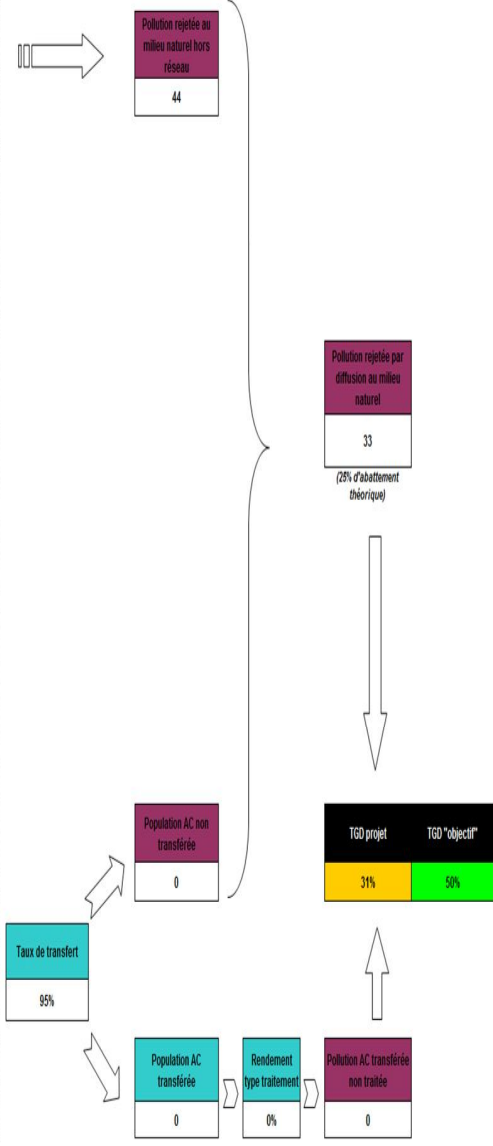 Pollution rejetée au
milieu naturel hors
réseau
44
Pollution rejetée par
diffusion au milieu
naturel
33
(25% d'abattement
théorique)
Population AC non
transférée
0
TGD projet
TGD "objectif"
31%
50%
Taux de transfert
95%
Population AC
transférée
0
Rendement
type traitement
0%
Pollution AC transférée
non traitée
0